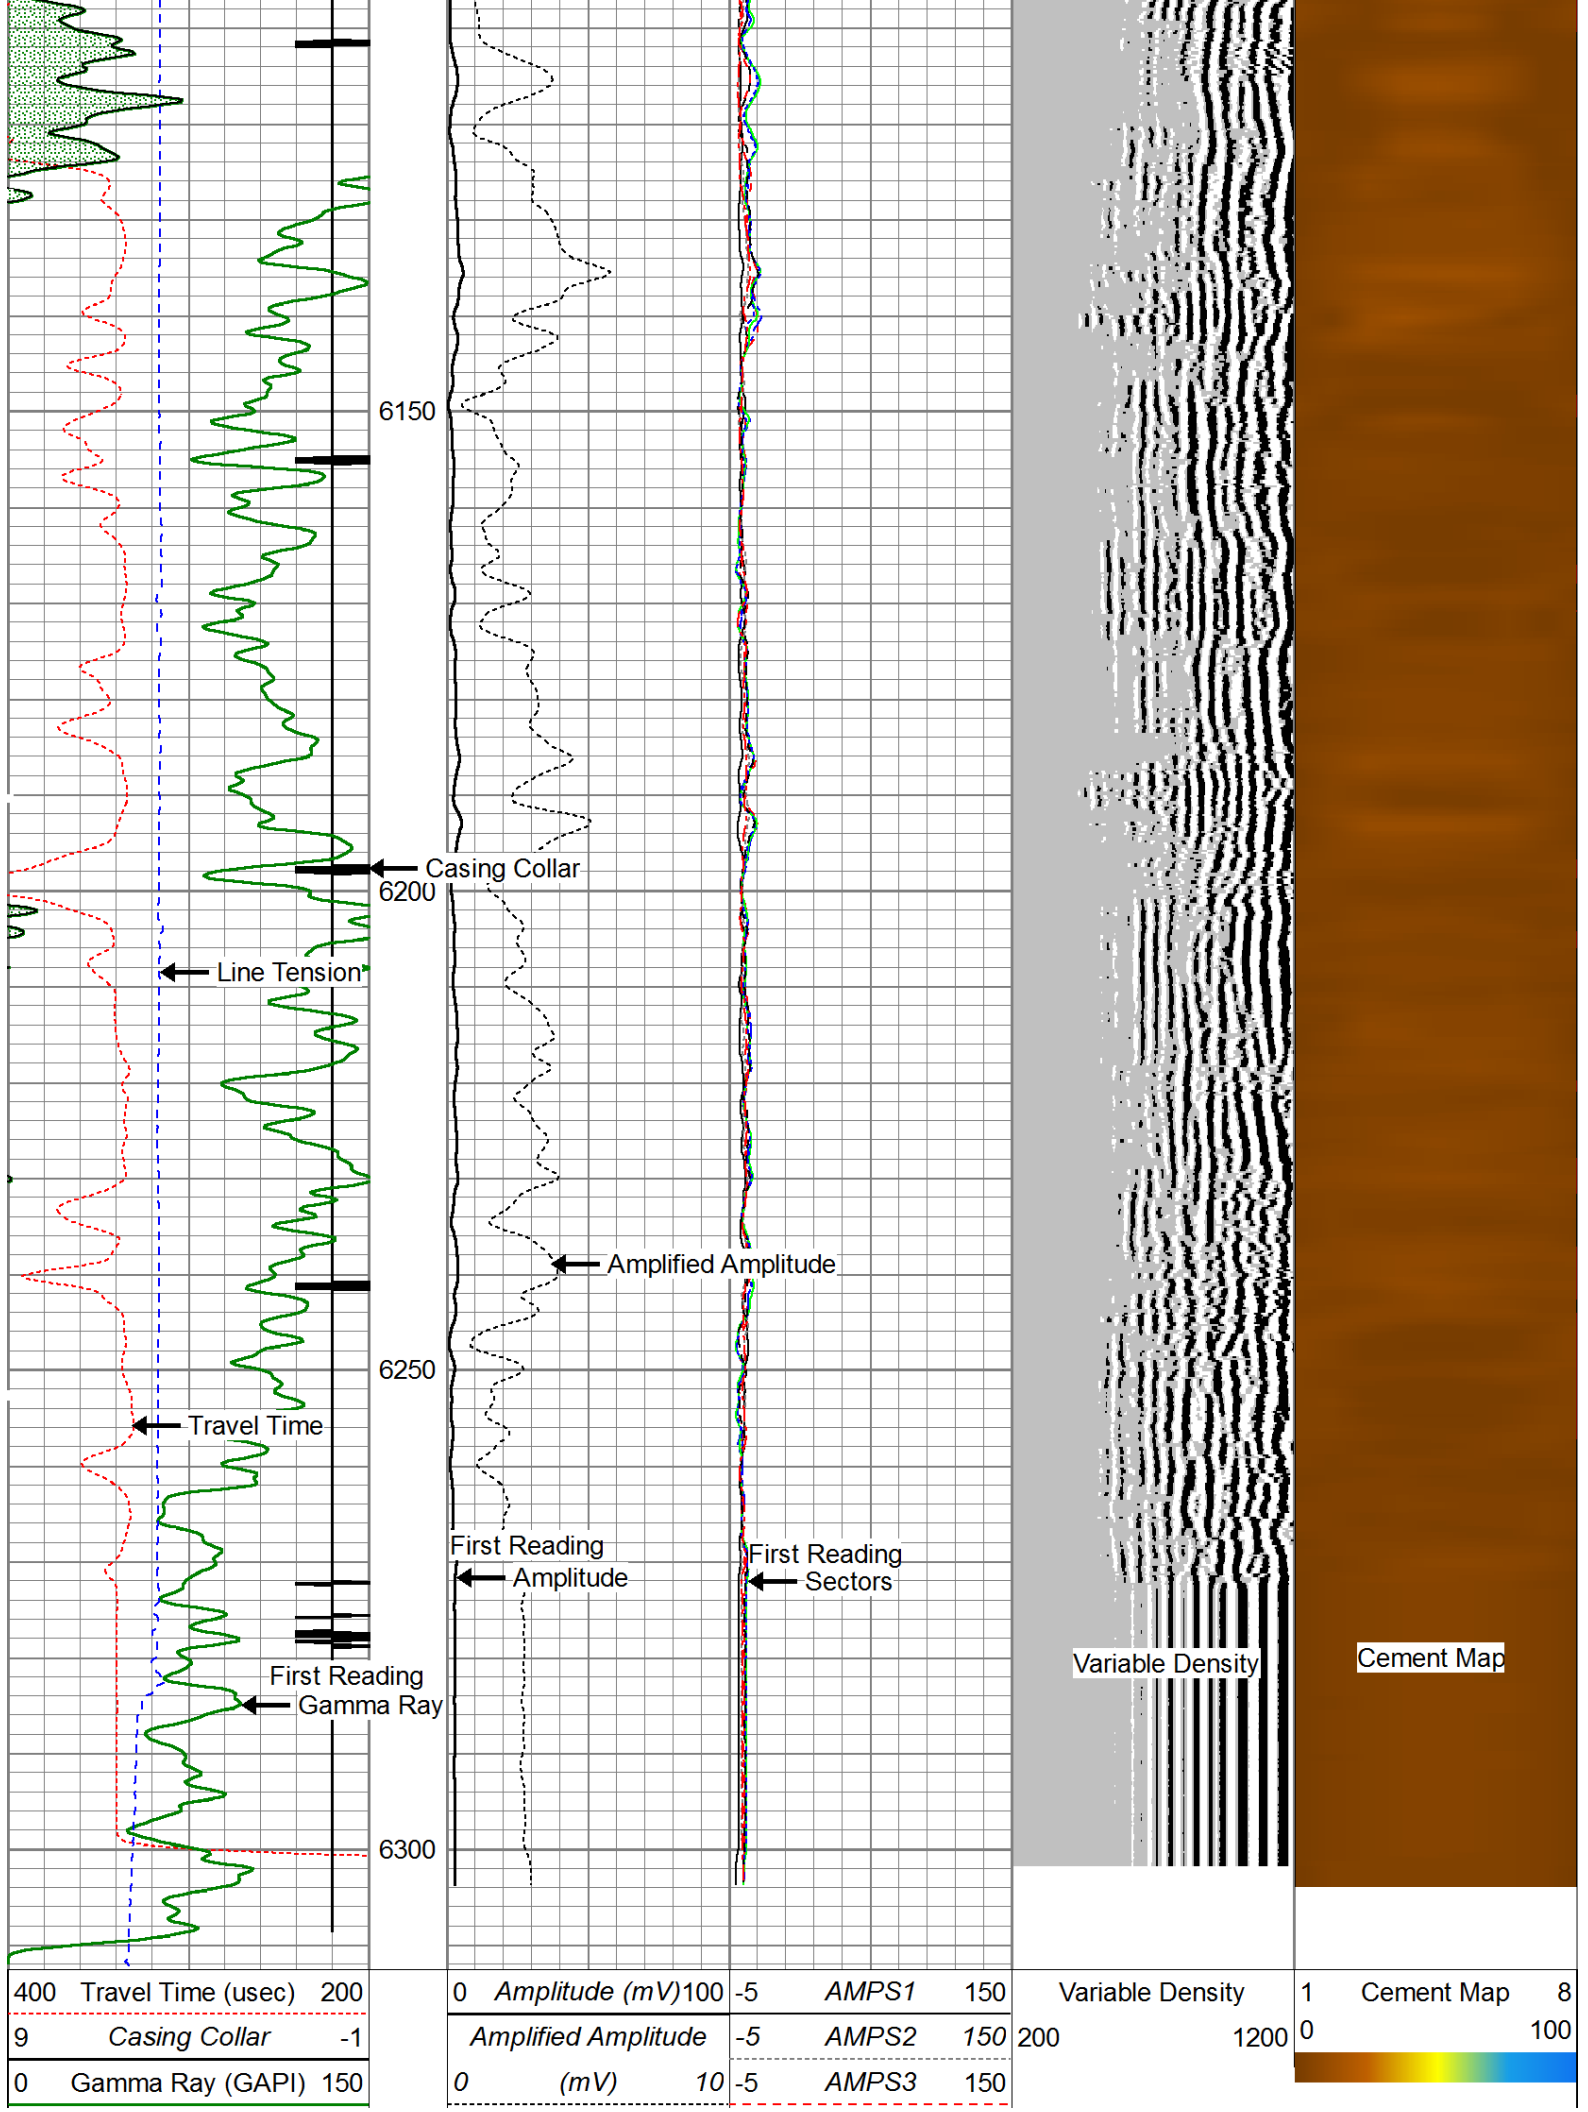 6150
Casing Collar
6200
Line Tension
Amplified Amplitude
6250
Travel Time
First Reading
Amplitude
First Reading
Sectors
First Reading
Gamma Ray
Variable Density
Cement Map
6300
400 Travel Time (usec) 200
9 Casing Collar -1
0 Gamma Ray (GAPI) 150
0 Amplitude (mV) 100
Amplified Amplitude
0 (mV) 10
-5 AMPS1 150
-5 AMPS2 150
-5 AMPS3 150
Variable Density
200 1200
1 Cement Map 8
0 100